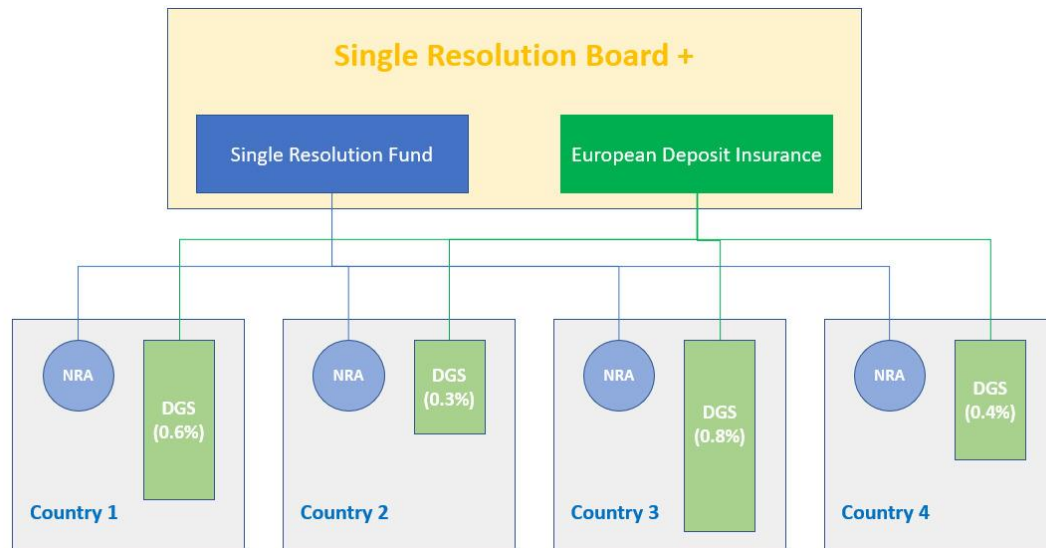 Single Resolution Board +
Single Resolution Fund
European Deposit Insurance
NRA
DGS
(0.6%)
Country 1
NRA
DGS
(0.3%)
Country 2
NRA
DGS
(0.8%)
Country 3
NRA
DGS
(0.4%)
Country 4